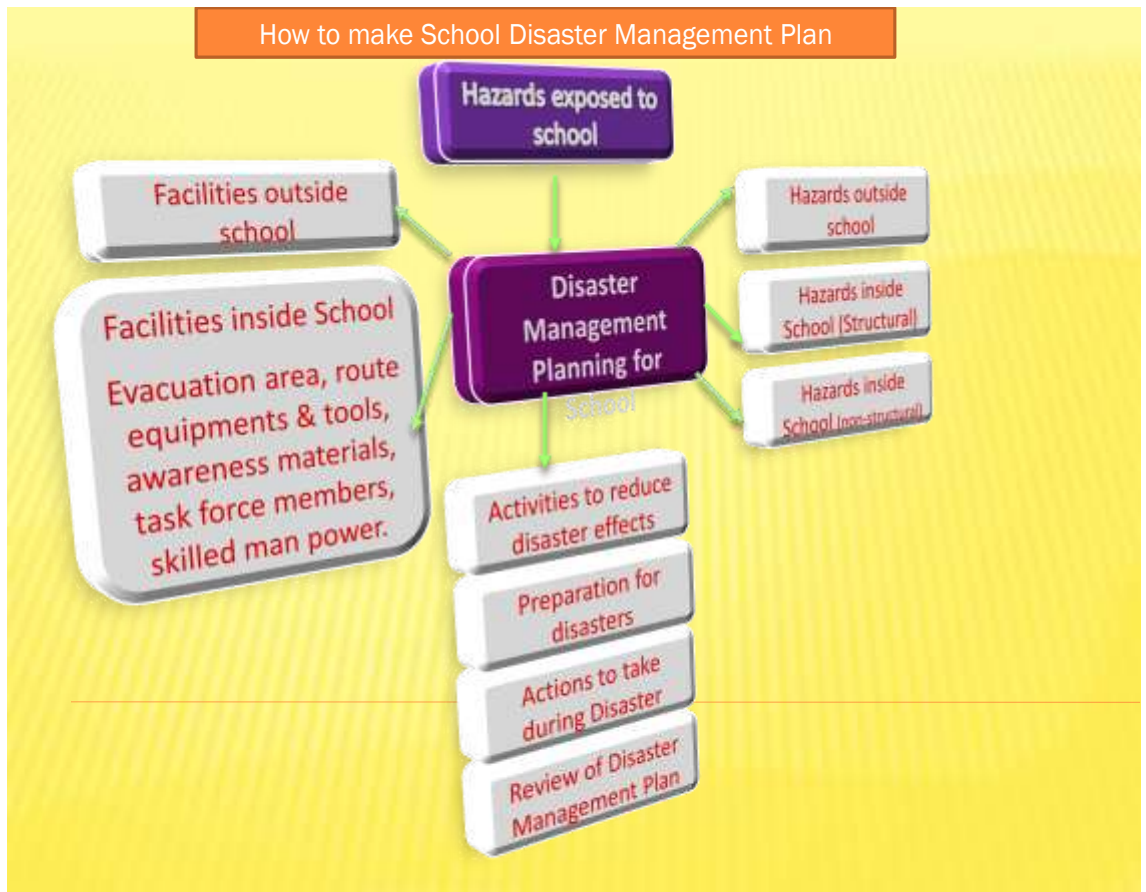 How to make School Disaster Management Plan
Hazards exposed to
school
Facilities outside
school
Facilities inside School
Evacuation area, route
equipments & tools,
awareness materials,
task force members,
skilled man power.
Disaster
Management
Planning for
School
Hazards outside
school
Hazards inside
School (Structural)
Hazards inside
School (non-structural)
Activities to reduce
disaster effects
Preparation for
disasters
Actions to take
during Disaster
Review of Disaster
Management Plan